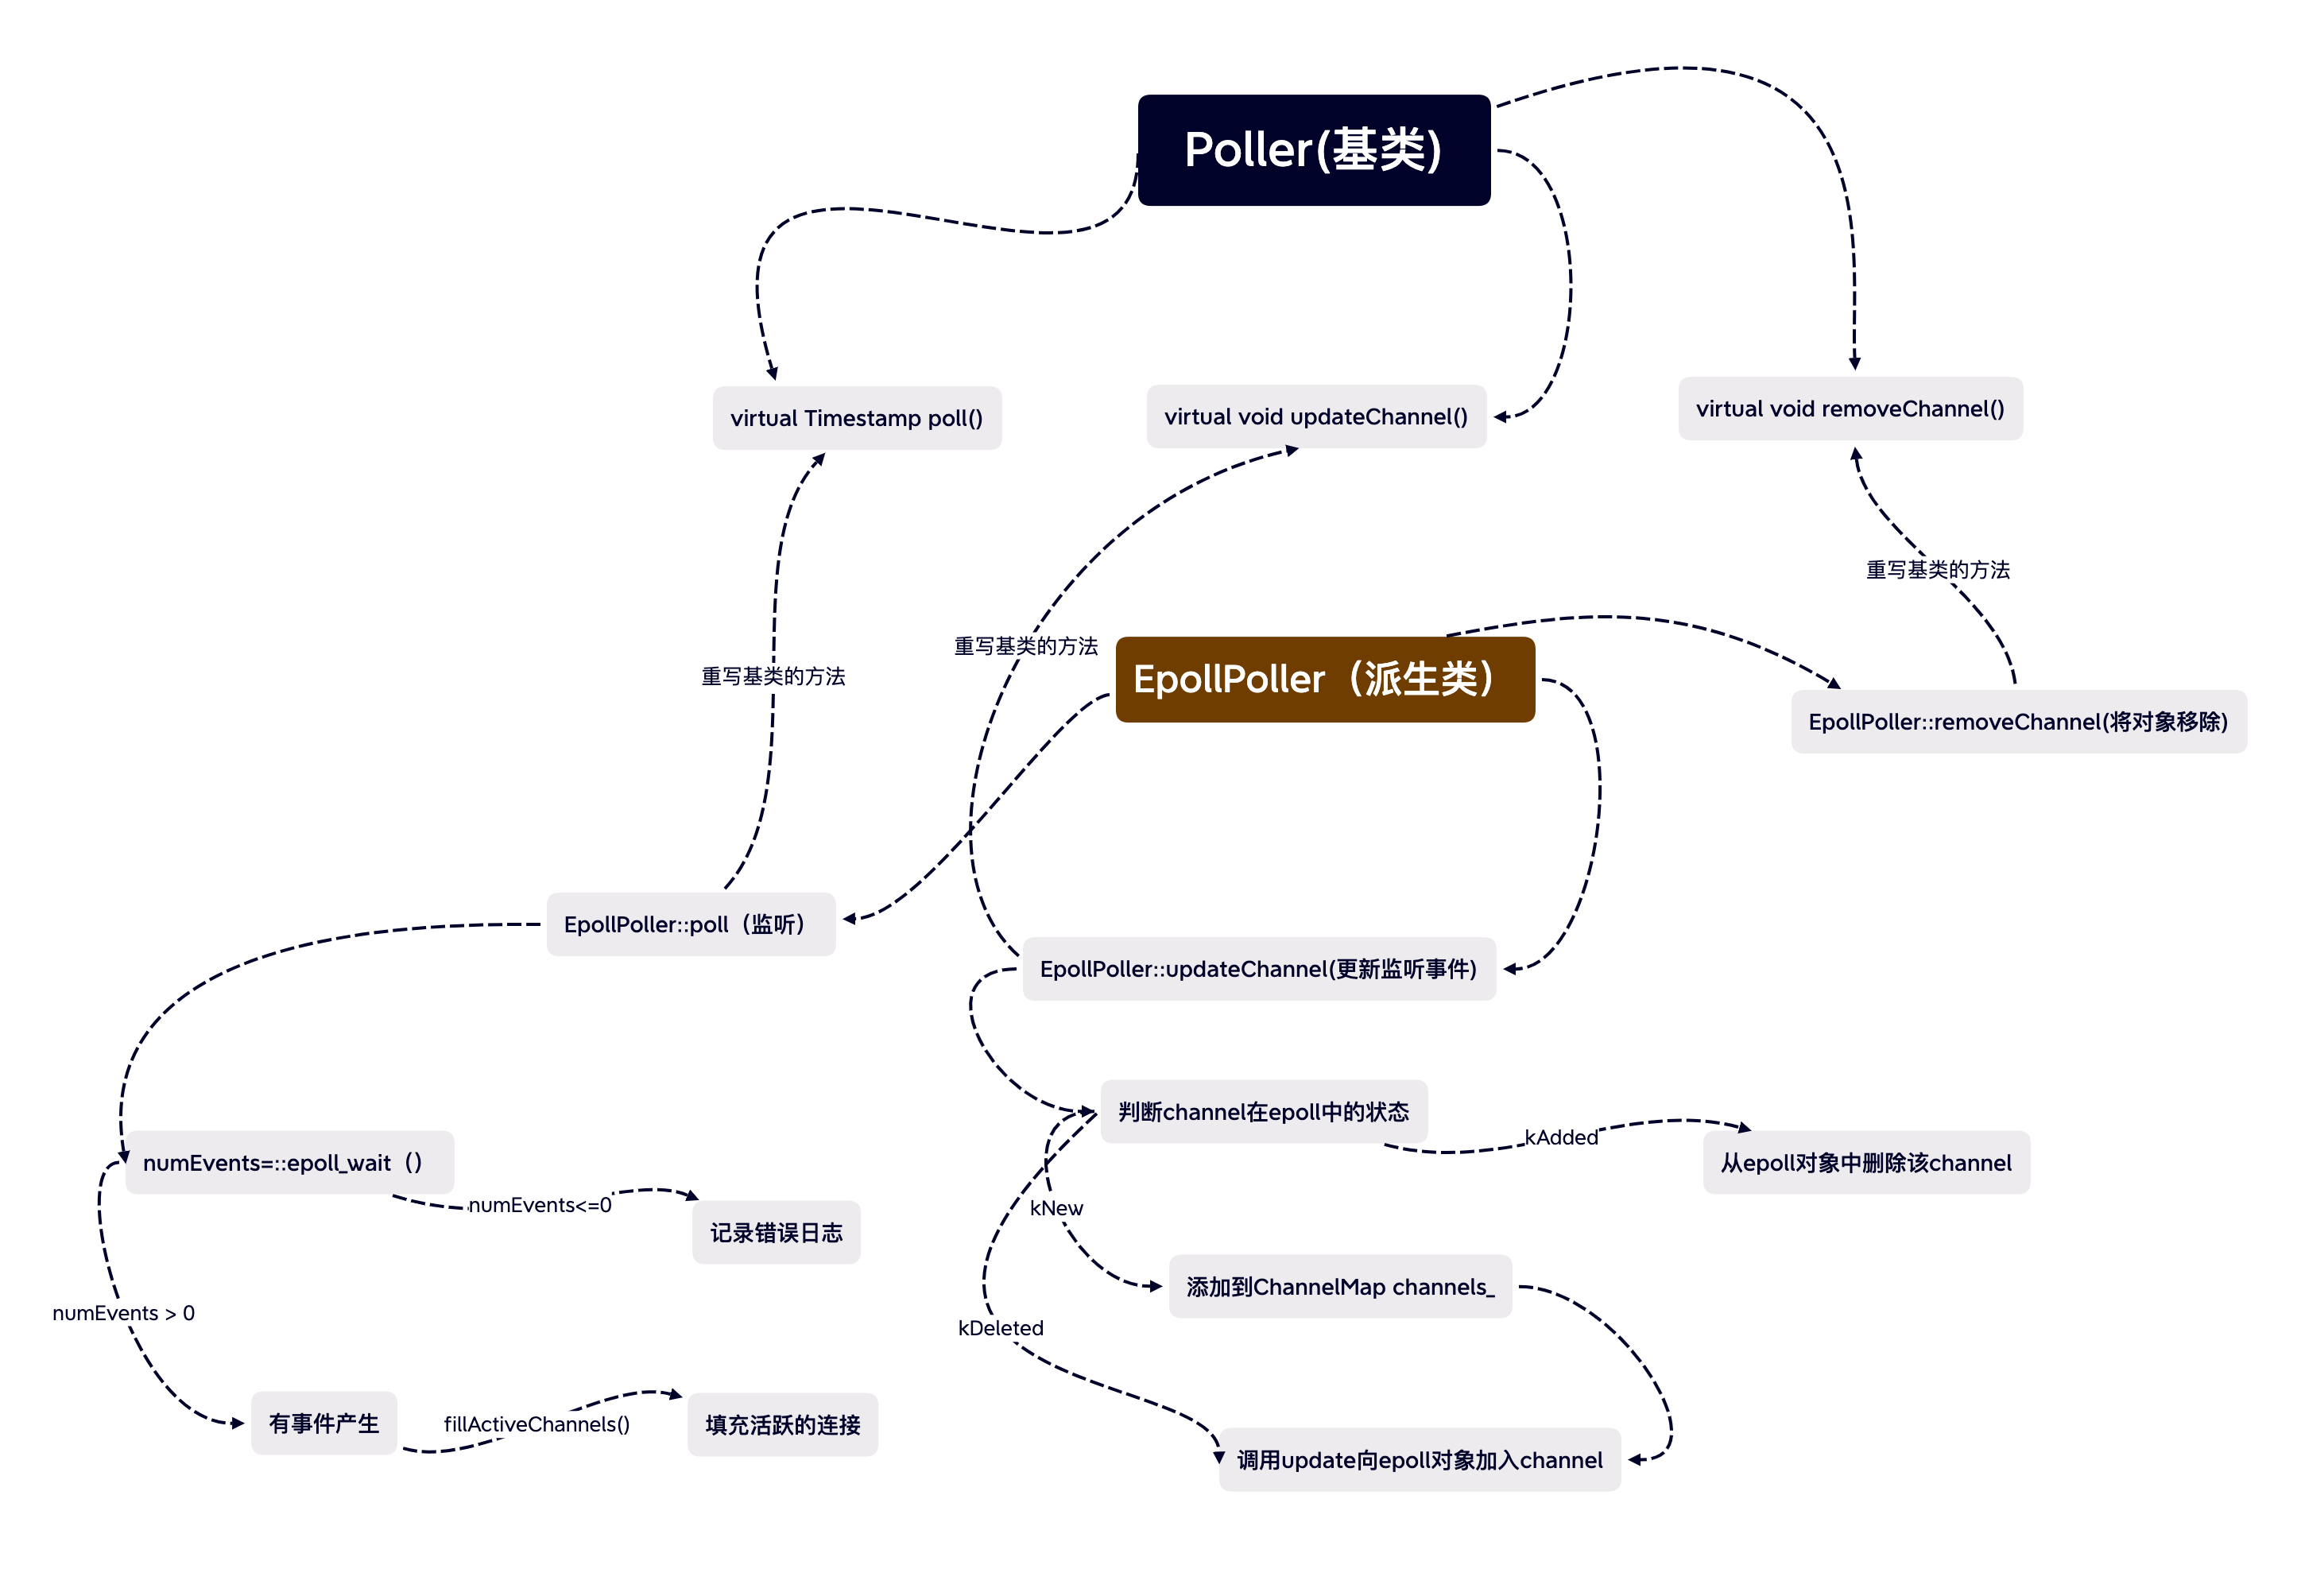 Poller(基类)
virtual Timestamp poll()
virtual void updateChannel()
virtual void removeChannel()
重写基类的方法
重写基类的方法
重写基类的方法
EpollPoller（派生类）
EpollPoller::removeChannel(将对象移除)
EpollPoller::poll（监听）
EpollPoller::updateChannel(更新监听事件)
判断channel在epoll中的状态
kAdded
从epoll对象中删除该channel
numEvents=::epoll_wait（）
numEvents<=0
记录错误日志
kNew
添加到ChannelMap channels_
numEvents > 0
kDeleted
有事件产生
fillActiveChannels()
填充活跃的连接
调用update向epoll对象加入channel